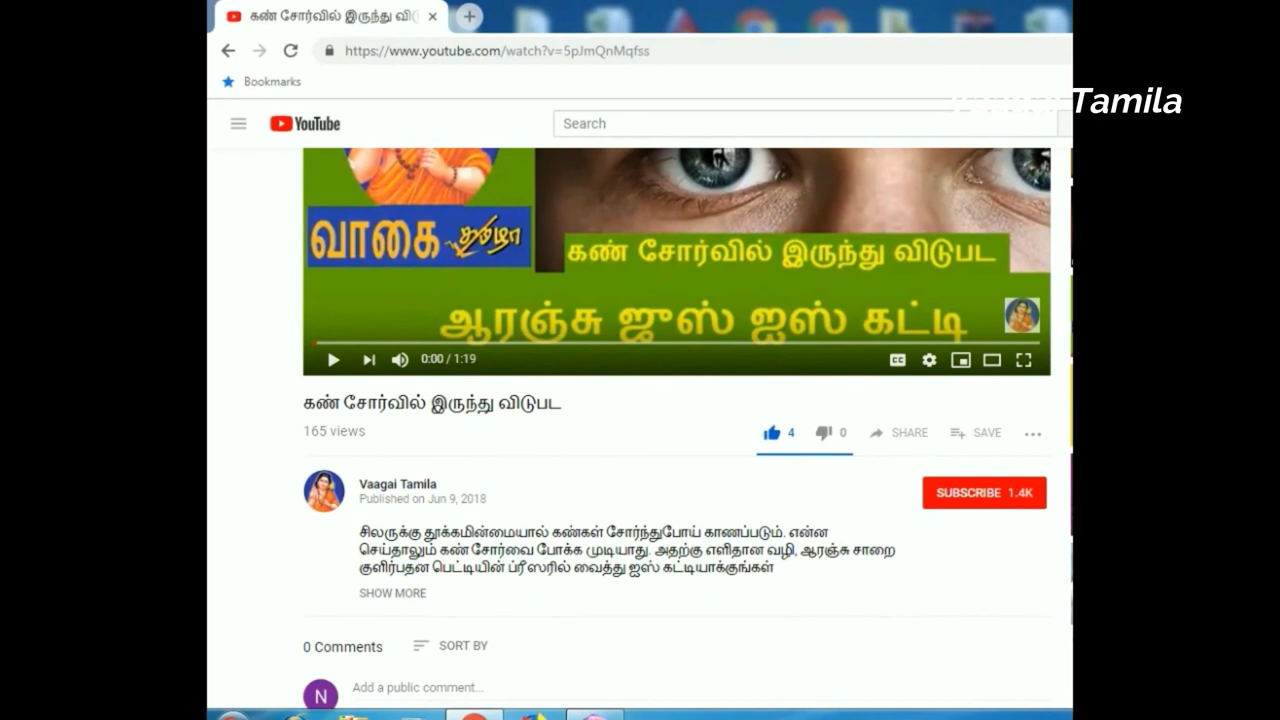 கண் சோர்வில் இருந்து விடு
https://www.youtube.com/watch?v=5pJmQnMqfss
Bookmarks
Tamila
YouTube
Search
வாகை தமிழா
கண் சோர்வில் இருந்து விடுபட
ஆரஞ்சு ஜுஸ் ஐஸ் கட்டி
0:00 / 1:19
CC
கண் சோர்வில் இருந்து விடுபட
165 views
4 0 SHARE SAVE
Vaagai Tamila
Published on Jun 9, 2018
SUBSCRIBE 1.4K
சிலருக்கு தூக்கமின்மையால் கண்கள் சோர்ந்துபோய் காணப்படும். என்ன
செய்தாலும் கண் சோர்வை போக்க முடியாது. அதற்கு எளிதான வழி, ஆரஞ்சு சாறை
குளிர்பதன பெட்டியின் ப்ரீஸரில் வைத்து ஐஸ் கட்டியாக்குங்கள்
SHOW MORE
0 Comments SORT BY
N
Add a public comment...